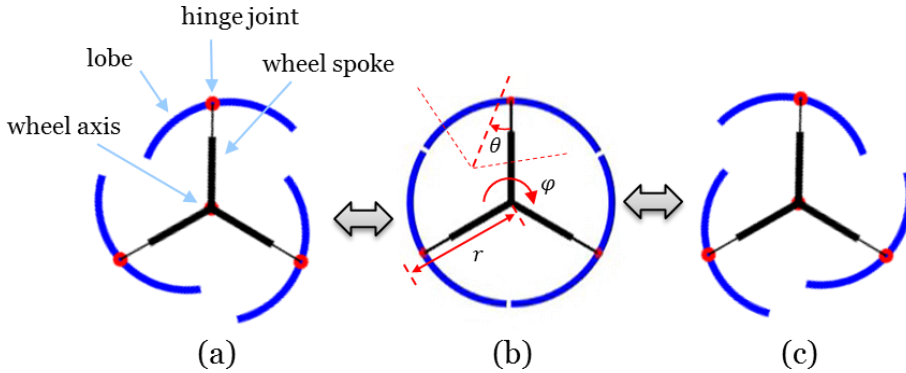 hinge joint
lobe
wheel spoke
wheel axis
θ
φ
r
(a)
(b)
(c)